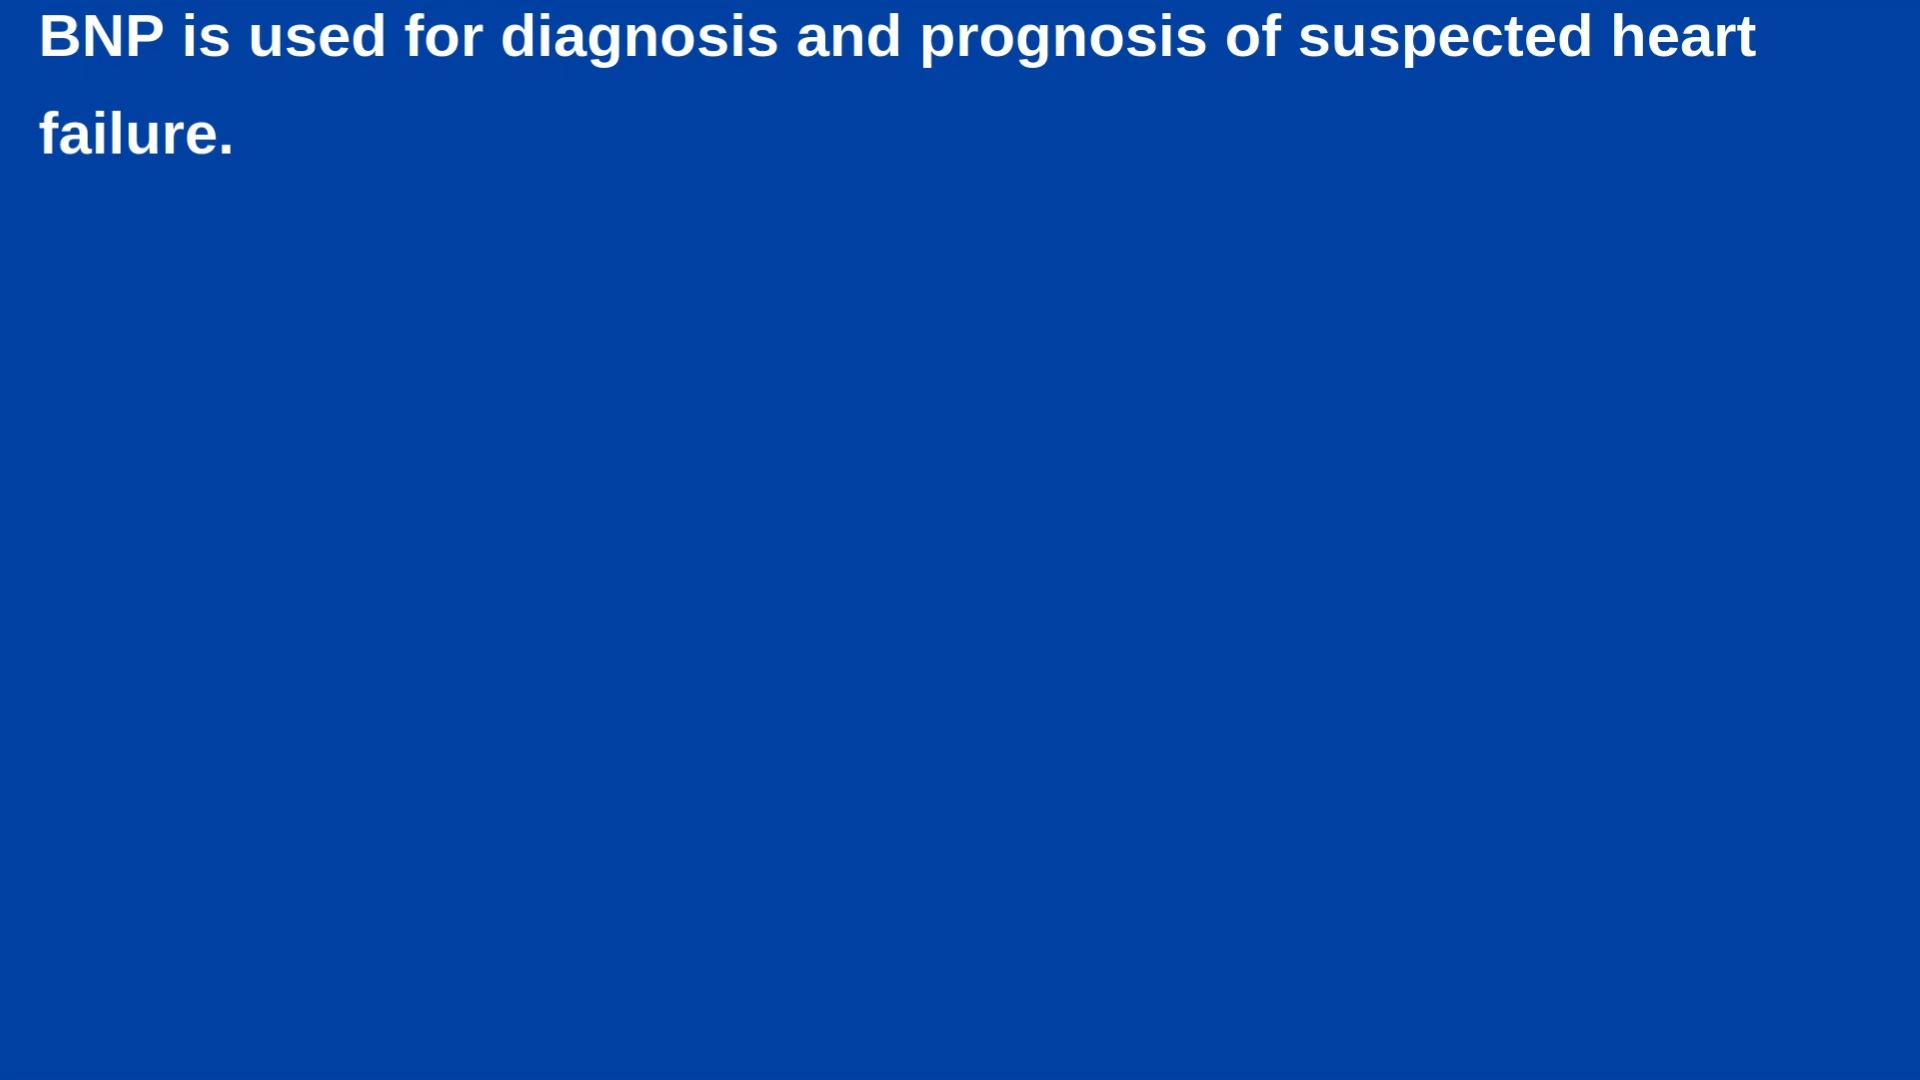 BNP is used for diagnosis and prognosis of suspected heart
failure.